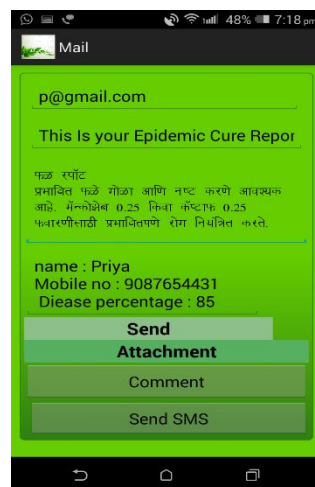 48% 7:18 pm
Mail
p@gmail.com
This Is your Epidemic Cure Repor
फळ स्पॉट
प्रभावित फळे गोळा आणि नष्ट करणे आवश्यक
आहे. मॅन्कोझेब 0.25 किंवा कॅप्टाफ 0.25
फवारणीसाठी प्रभावितपणे रोग नियंत्रित करते.
name : Priya
Mobile no : 9087654431
Diease percentage : 85
Send
Attachment
Comment
Send SMS